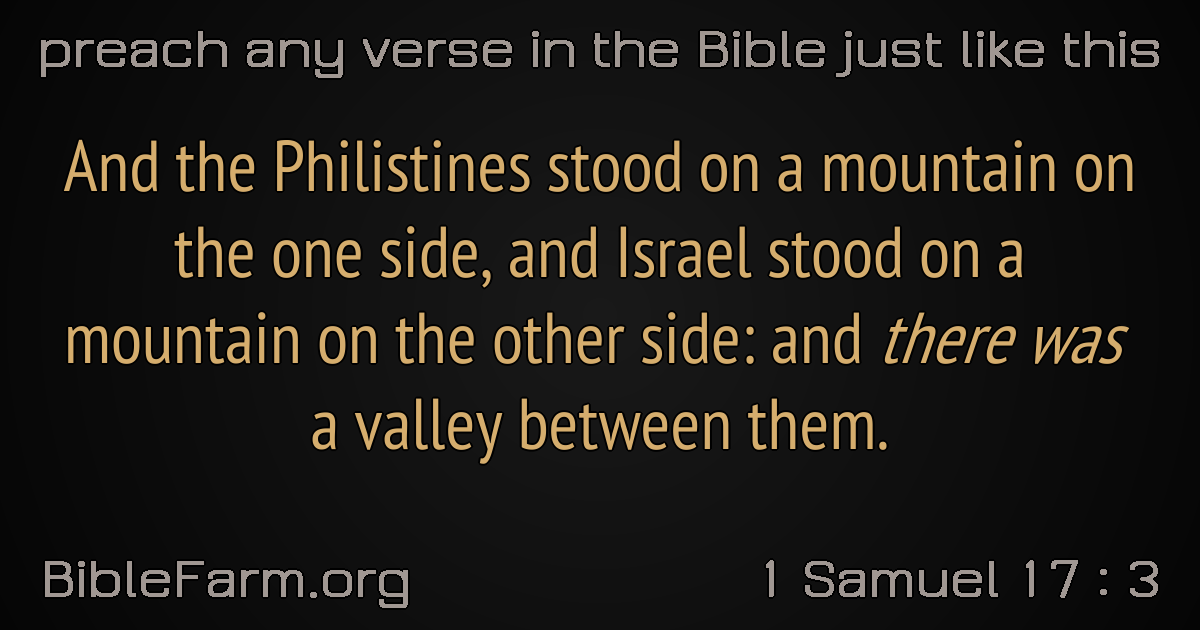 preach any verse in the Bible just like this
And the Philistines stood on a mountain on
the one side, and Israel stood on a
mountain on the other side: and there was
a valley between them.
BibleFarm.org
1 Samuel 17 : 3